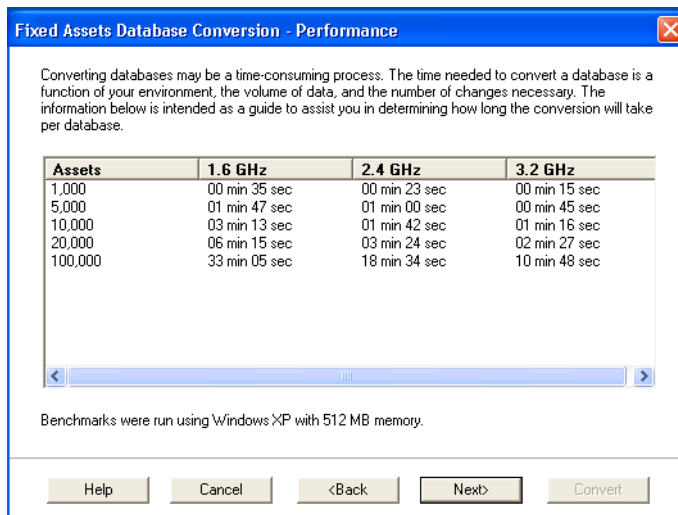 Fixed Assets Database Conversion - Performance
Converting databases may be a time-consuming process. The time needed to convert a database is a
function of your environment, the volume of data, and the number of changes necessary. The
information below is intended as a guide to assist you in determining how long the conversion will take
per database.
Assets 1.6 GHz 2.4 GHz 3.2 GHz
1,000 00 min 35 sec 00 min 23 sec 00 min 15 sec
5,000 01 min 47 sec 01 min 00 sec 00 min 45 sec
10,000 03 min 13 sec 01 min 42 sec 01 min 16 sec
20,000 06 min 15 sec 03 min 24 sec 02 min 27 sec
100,000 33 min 05 sec 18 min 34 sec 10 min 48 sec
Benchmarks were run using Windows XP with 512 MB memory.
Help Cancel <Back Next> Convert